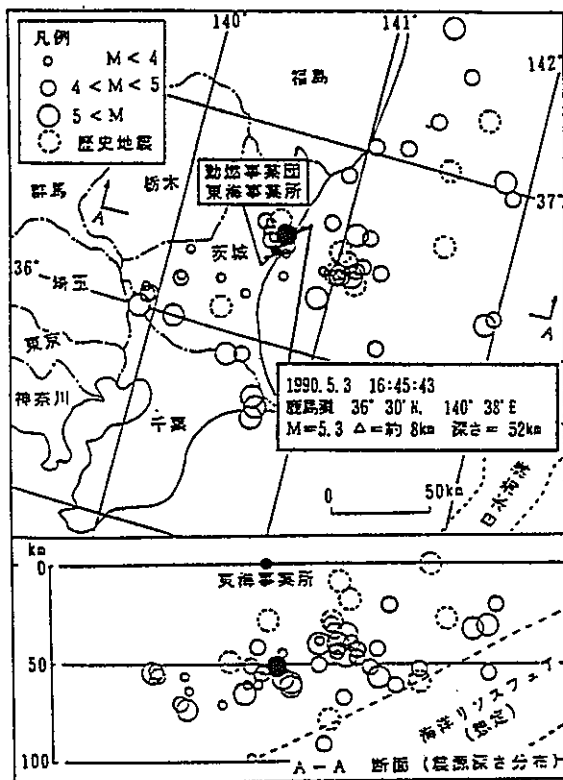 140°
141°
142°
凡例
M < 4
4 < M < 5
5 < M
歴史地震
福島
群馬
栃木
A
動燃事業団
東海事業所
37°
茨城
36°
埼玉
A
東京
神奈川
千葉
1990.5.3 16:45:43
鹿島灘 36° 30'N, 140° 38'E
M=5.3 Δ=約 8km 深さ= 52km
0 50km
日本海溝
km
0
東海事業所
50
海洋リソスフェイ
(想定)
100
A－A 断面(震源深さ分布)